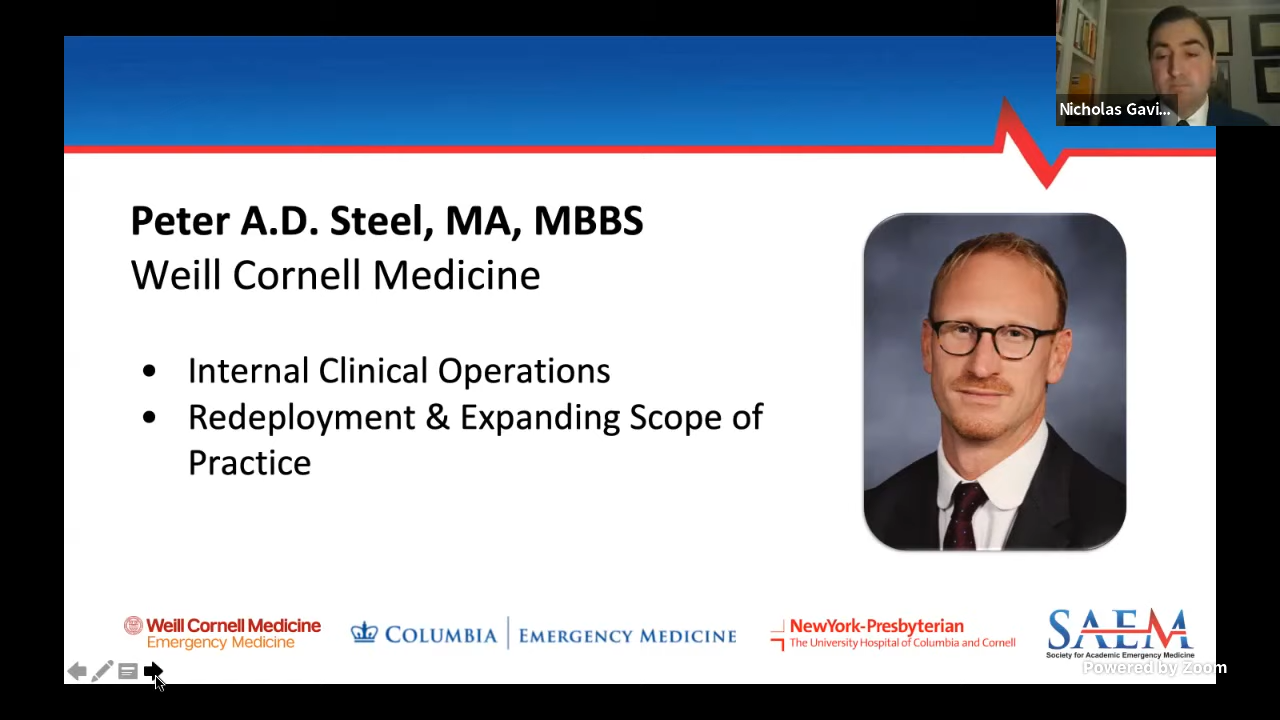 Nicholas Gavi...
Peter A.D. Steel, MA, MBBS
Weill Cornell Medicine
• Internal Clinical Operations
• Redeployment & Expanding Scope of
Practice
Weill Cornell Medicine
Emergency Medicine
COLUMBIA | EMERGENCY MEDICINE
NewYork-Presbyterian
The University Hospital of Columbia and Cornell
SAEM
Society for Academic Emergency Medicine
Powered by Zoom